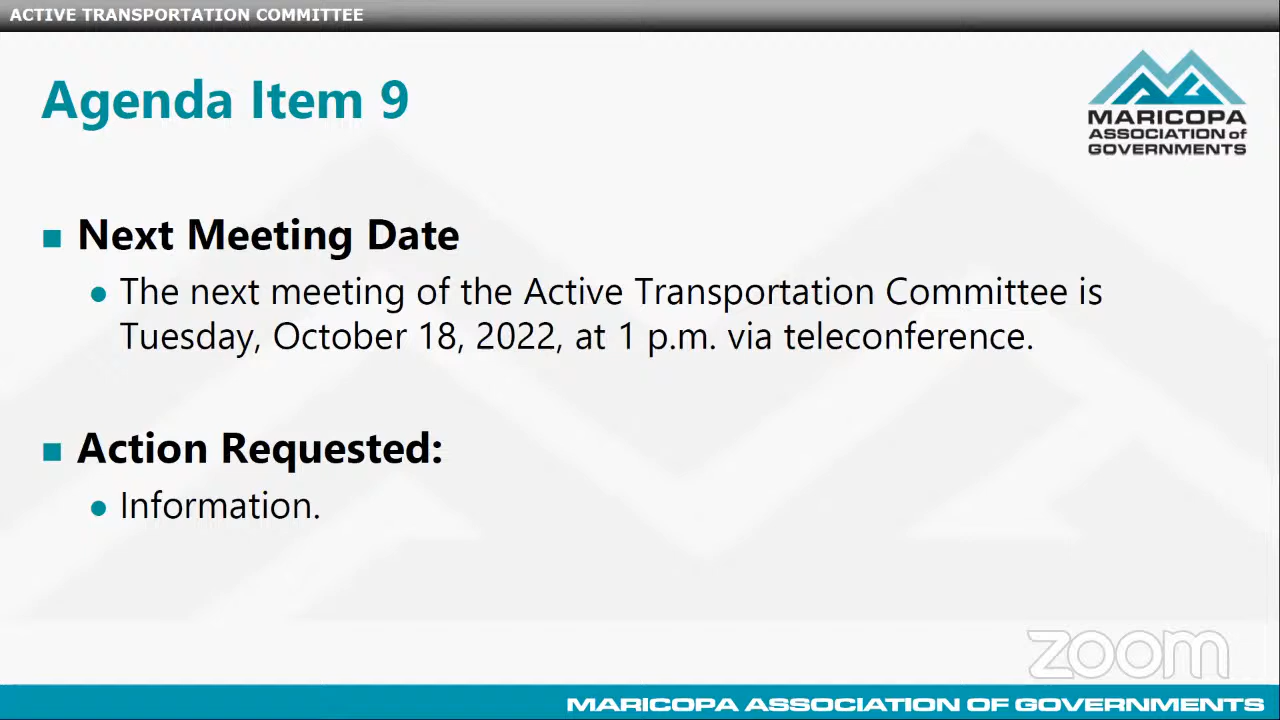 ACTIVE TRANSPORTATION COMMITTEE
Agenda Item 9
MARICOPA
ASSOCIATION of
GOVERNMENTS
Next Meeting Date
The next meeting of the Active Transportation Committee is
Tuesday, October 18, 2022, at 1 p.m. via teleconference.
Action Requested:
Information.
zoom
MARICOPA ASSOCIATION OF GOVERNMENTS